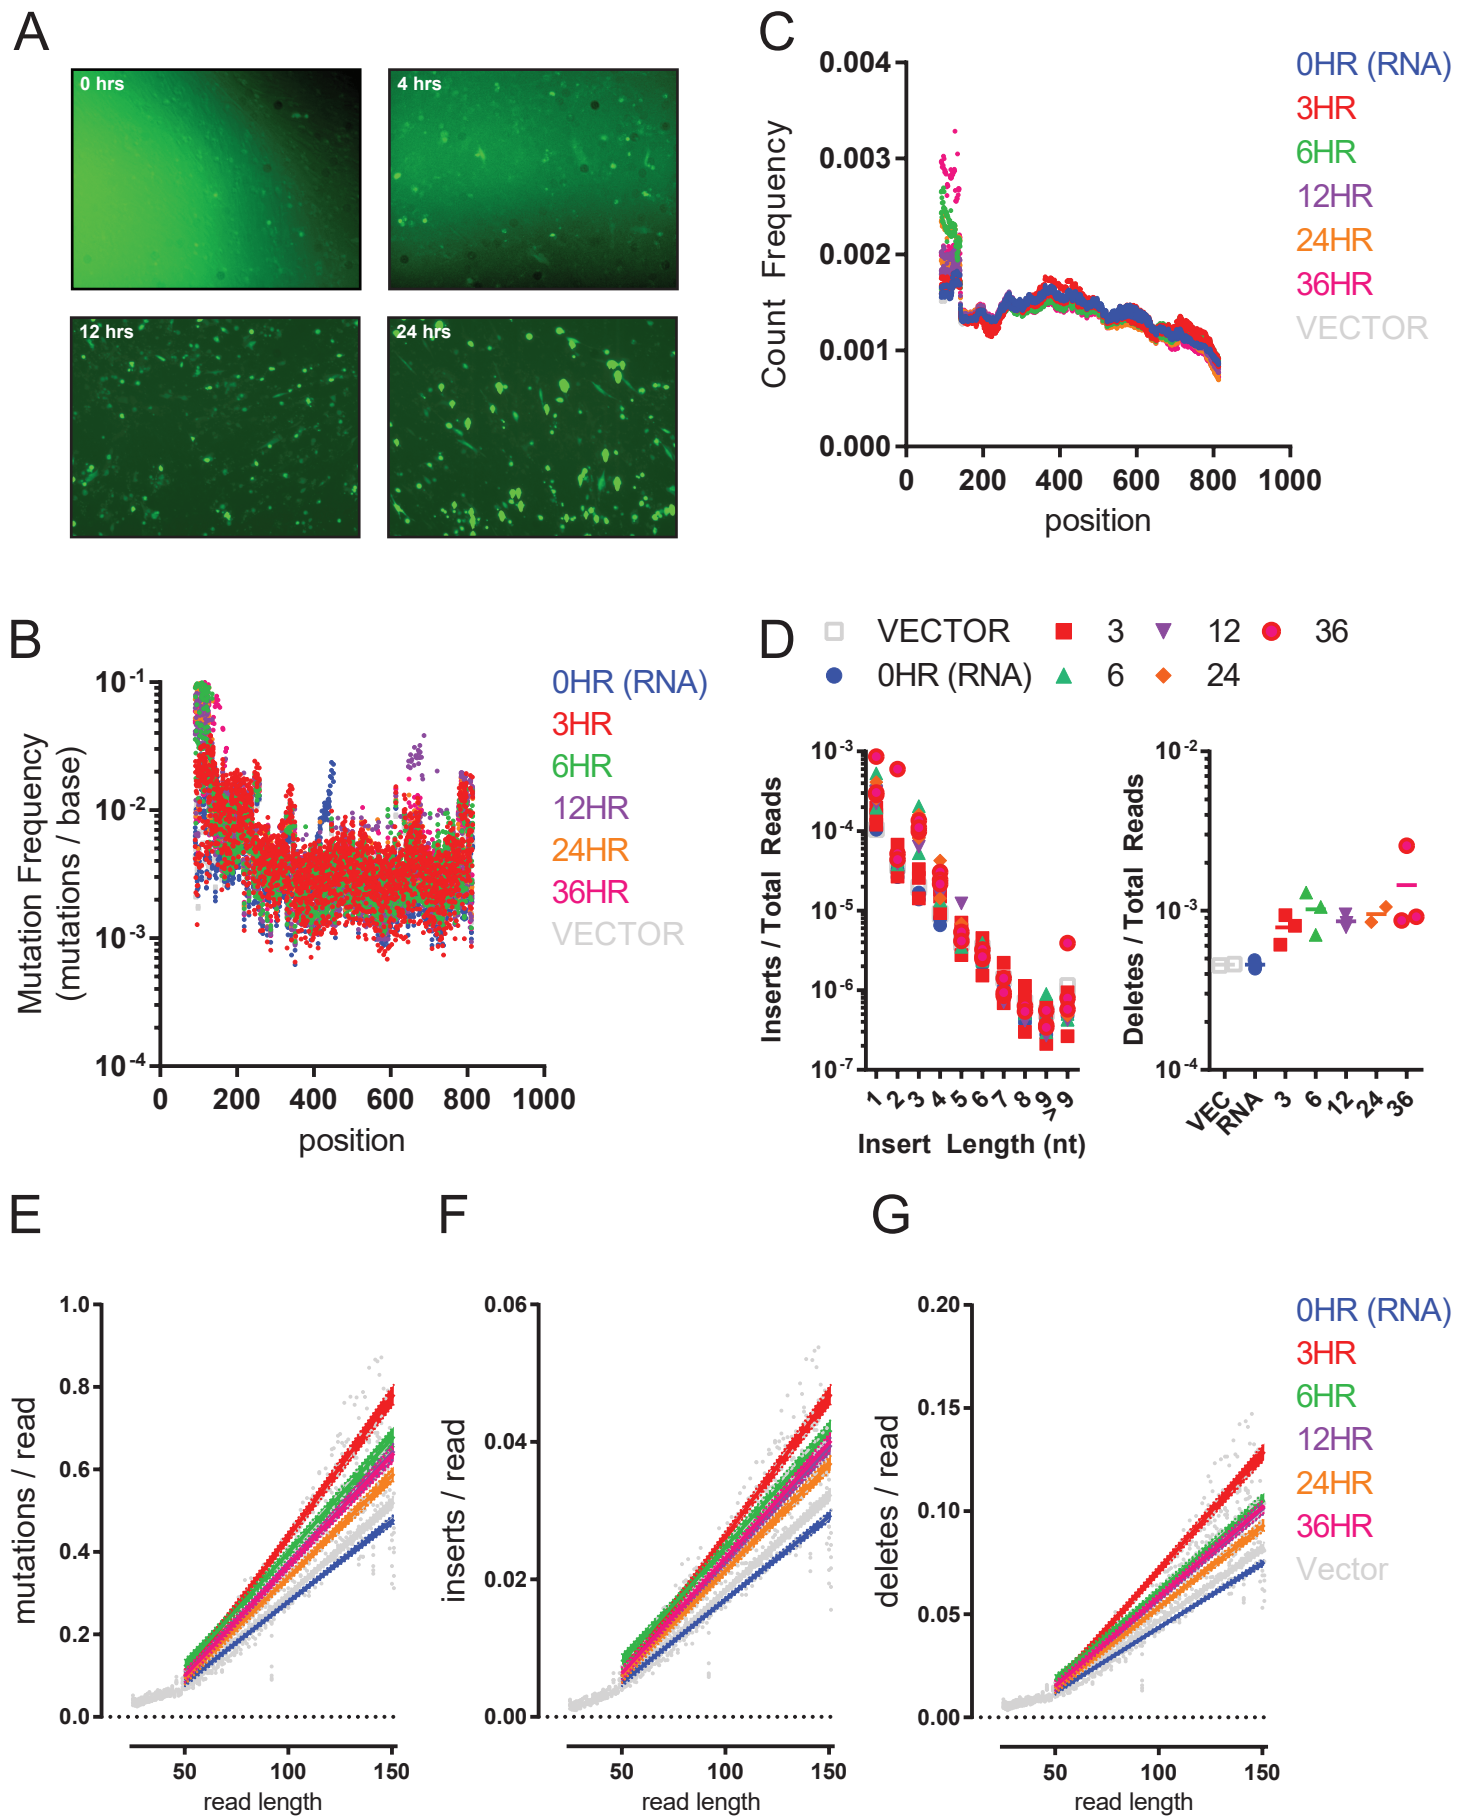 A
0 hrs
4 hrs
12 hrs
24 hrs
C
0.004
0.003
0.002
0.001
0.000
Count Frequency
0 200 400 600 800 1000
position
0HR (RNA)
3HR
6HR
12HR
24HR
36HR
VECTOR
B
10-1
10-2
10-3
10-4
Mutation Frequency
(mutations / base)
0 200 400 600 800 1000
position
0HR (RNA)
3HR
6HR
12HR
24HR
36HR
VECTOR
D
VECTOR 3 12 36
0HR (RNA) 6 24
10-3
10-4
10-5
10-6
10-7
Inserts / Total Reads
1 2 3 4 5 6 7 8 9 >9
Insert Length (nt)
10-2
10-3
10-4
Deletes / Total Reads
VEC RNA 3 6 12 24 36
E
1.0
0.8
0.6
0.4
0.2
0.0
mutations / read
50 100 150
read length
F
0.06
0.04
0.02
0.00
inserts / read
50 100 150
read length
G
0.20
0.15
0.10
0.05
0.00
deletes / read
50 100 150
read length
0HR (RNA)
3HR
6HR
12HR
24HR
36HR
Vector